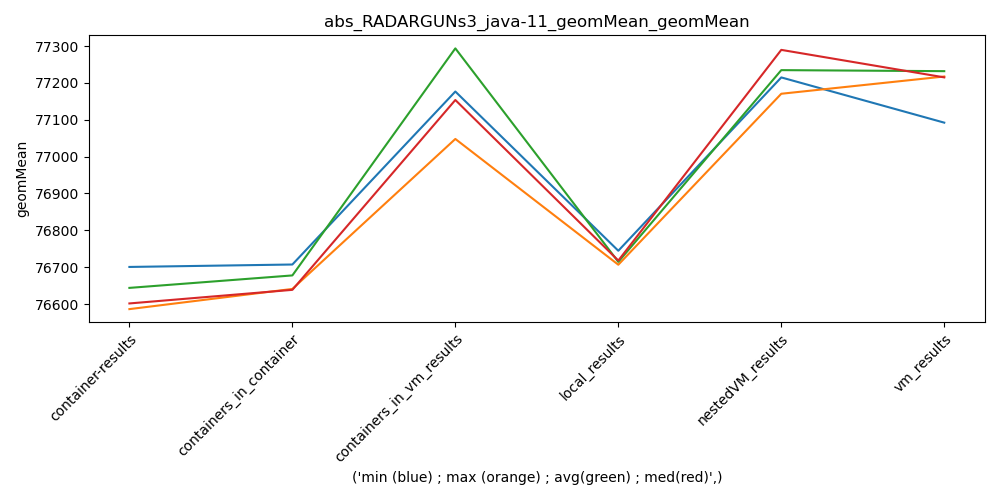 abs_RADARGUNs3_java-11_geomMean_geomMean
77300
77200
77100
77000
76900
76800
76700
76600
geomMean
container-results
containers_in_container
containers_in_vm_results
local_results
nestedVM_results
vm_results
('min (blue) ; max (orange) ; avg(green) ; med(red)',)